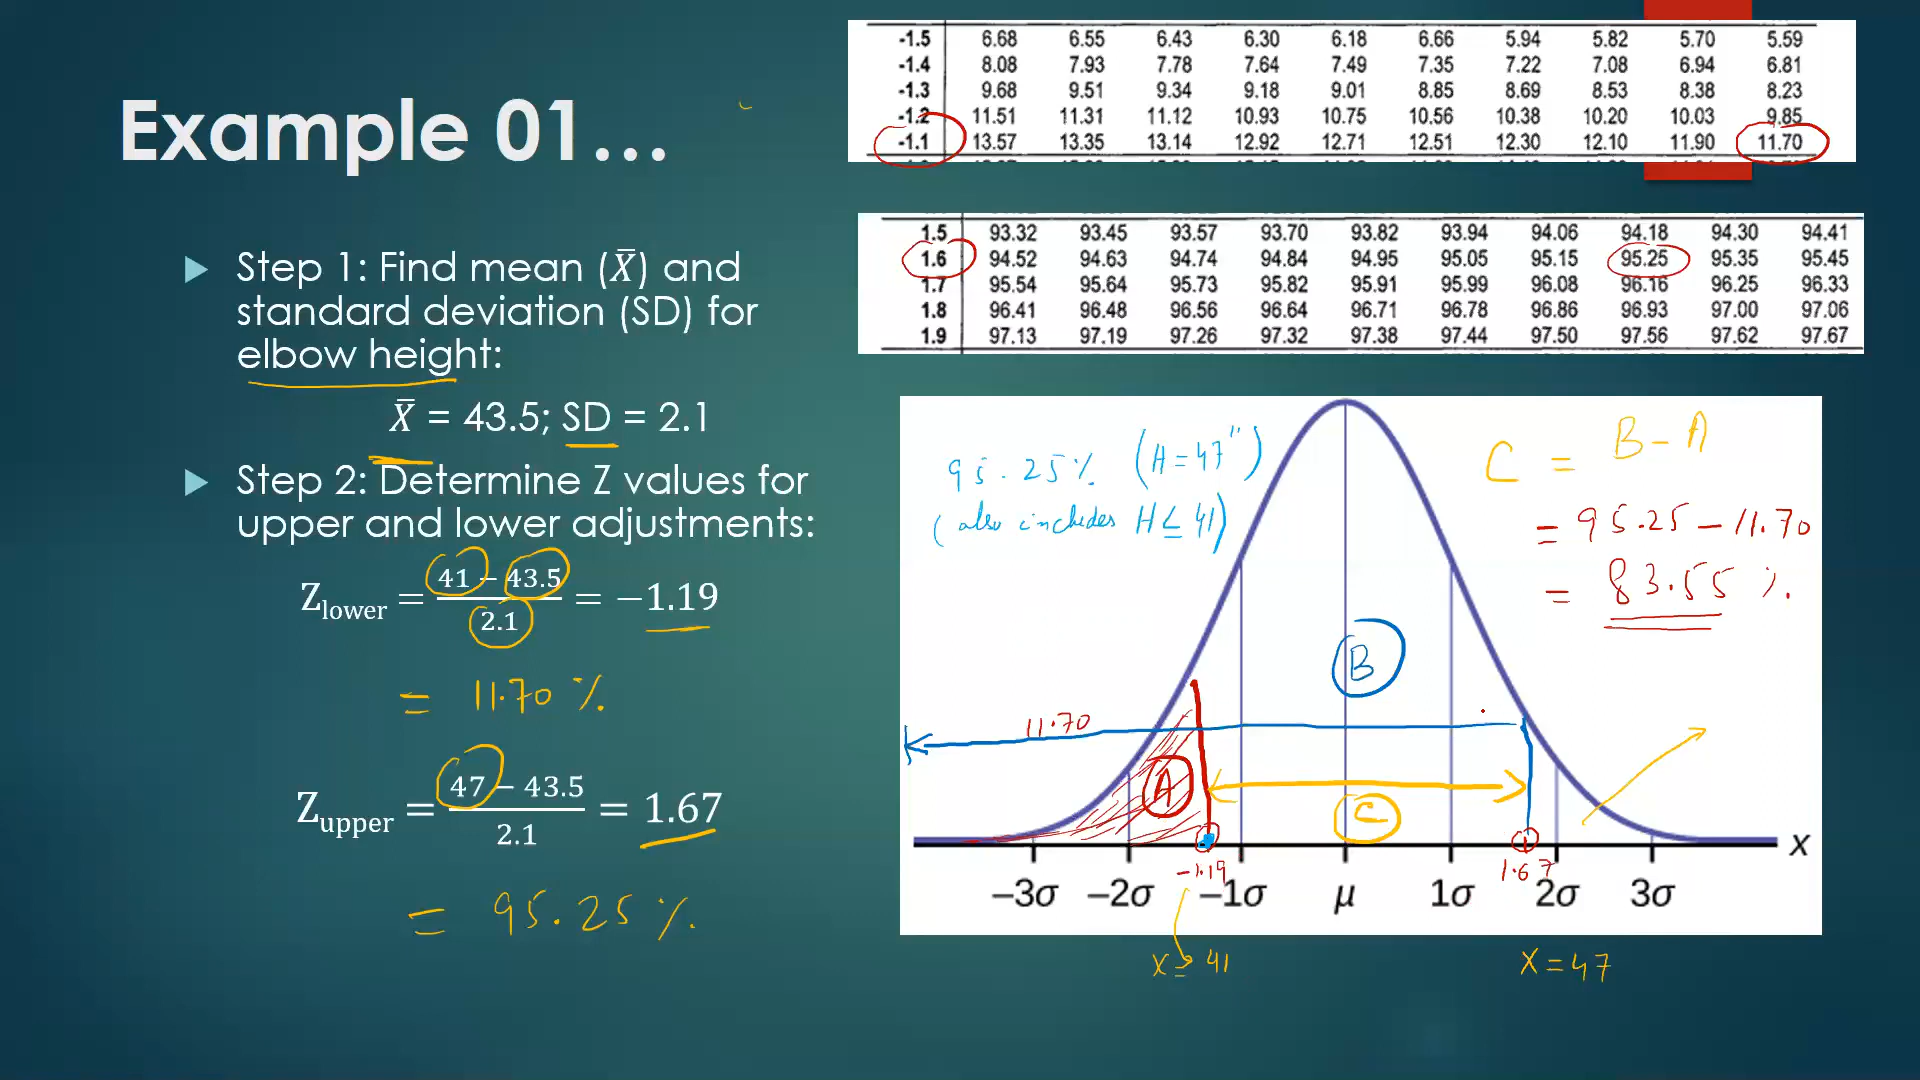 Example 01...
Step 1: Find mean (X̄) and
standard deviation (SD) for
elbow height:
X̄ = 43.5; SD = 2.1
Step 2: Determine Z values for
upper and lower adjustments:
Z_lower = (41 − 43.5)/2.1 = −1.19
= 11.70 %
Z_upper = (47 − 43.5)/2.1 = 1.67
= 95.25 %
-1.5 6.68 6.55 6.43 6.30 6.18 6.66 5.94 5.82 5.70 5.59
-1.4 8.08 7.93 7.78 7.64 7.49 7.35 7.22 7.08 6.94 6.81
-1.3 9.68 9.51 9.34 9.18 9.01 8.85 8.69 8.53 8.38 8.23
-1.2 11.51 11.31 11.12 10.93 10.75 10.56 10.38 10.20 10.03 9.85
-1.1 13.57 13.35 13.14 12.92 12.71 12.51 12.30 12.10 11.90 11.70
1.5 93.32 93.45 93.57 93.70 93.82 93.94 94.06 94.18 94.30 94.41
1.6 94.52 94.63 94.74 94.84 94.95 95.05 95.15 95.25 95.35 95.45
1.7 95.54 95.64 95.73 95.82 95.91 95.99 96.08 96.16 96.25 96.33
1.8 96.41 96.48 96.56 96.64 96.71 96.78 96.86 96.93 97.00 97.06
1.9 97.13 97.19 97.26 97.32 97.38 97.44 97.50 97.56 97.62 97.67
95.25% (H=47")
(also includes H ≤ 41)
C = B - A
= 95.25 - 11.70
= 83.55 %.
B
11.70
A
C
x
-1.19 1.67
−3σ −2σ −1σ μ 1σ 2σ 3σ
X ≥ 41 X = 47